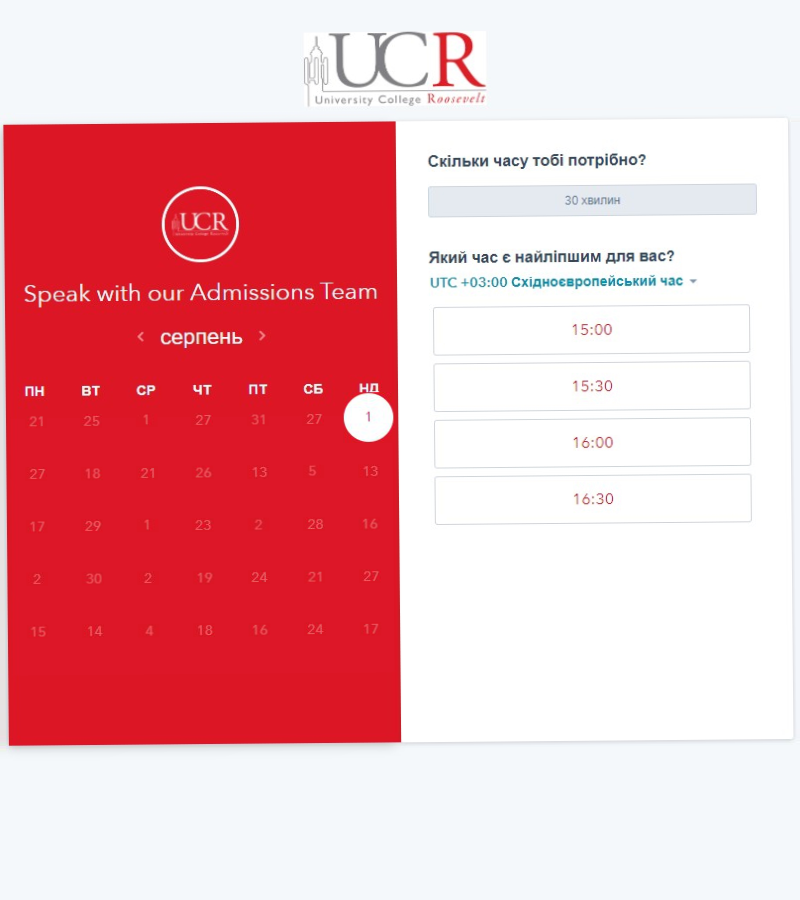 UCR
University College Roosevelt
UCR
University College Roosevelt
Speak with our Admissions Team
серпень
ПН ВТ СР ЧТ ПТ СБ НД
21 25 1 27 31 27 1
27 18 21 26 13 5 13
17 29 1 23 2 28 16
2 30 2 19 24 21 27
15 14 4 18 16 24 17
Скільки часу тобі потрібно?
30 хвилин
Який час є найліпшим для вас?
UTC +03:00 Східноєвропейський час
15:00
15:30
16:00
16:30